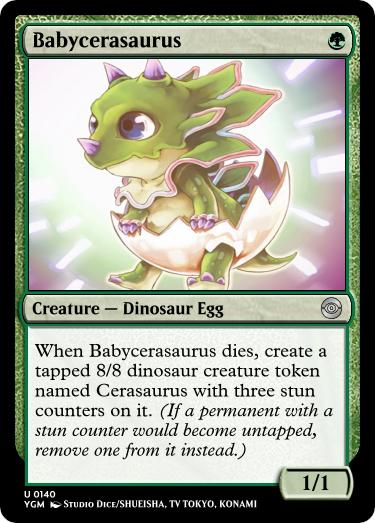 Babycerasaurus
Creature — Dinosaur Egg
When Babycerasaurus dies, create a
tapped 8/8 dinosaur creature token
named Cerasaurus with three stun
counters on it. (If a permanent with a
stun counter would become untapped,
remove one from it instead.)
1/1
U 0140
YGM Studio Dice/SHUEISHA, TV TOKYO, KONAMI